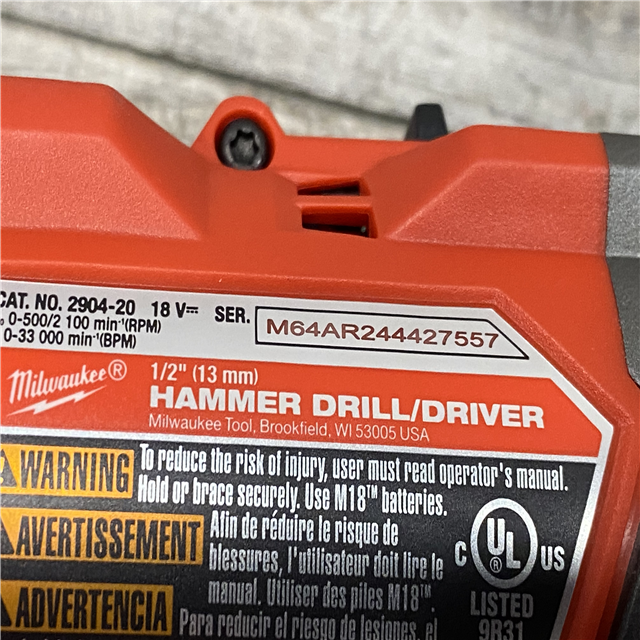 CAT. NO. 2904-20 18 V⎓ SER. M64AR244427557
0-500/2 100 min⁻¹(RPM)
0-33 000 min⁻¹(BPM)
Milwaukee®
1/2" (13 mm)
HAMMER DRILL/DRIVER
Milwaukee Tool, Brookfield, WI 53005 USA
WARNING
To reduce the risk of injury, user must read operator's manual.
Hold or brace securely. Use M18™ batteries.
AVERTISSEMENT
Afin de réduire le risque de
blessures, l'utilisateur doit lire le
manual. Utiliser des piles M18™.
ADVERTENCIA
Para reducir el riesgo de lesiones, el
C UL® US
LISTED
9B31